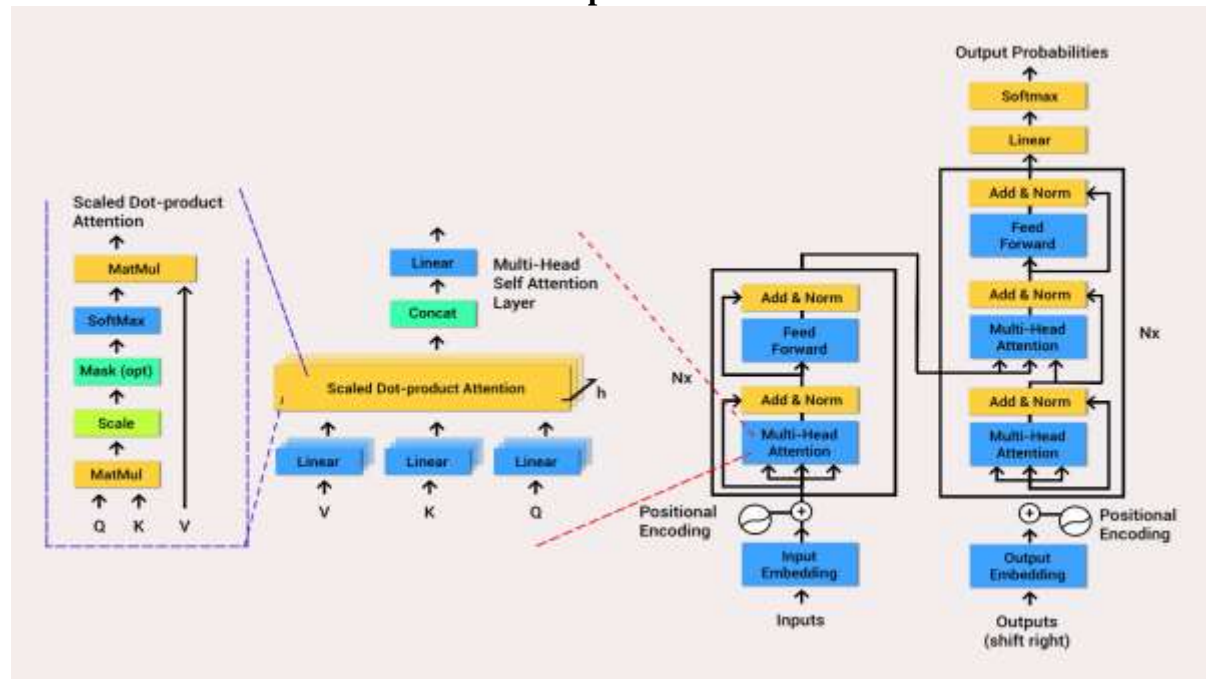 Scaled Dot-product
Attention
MatMul
SoftMax
Mask (opt)
Scale
MatMul
Q K V
Linear
Concat
Multi-Head
Self Attention
Layer
Scaled Dot-product Attention
h
Linear Linear Linear
V K Q
Add & Norm
Feed
Forward
Nx
Add & Norm
Multi-Head
Attention
Positional
Encoding
+
Input
Embedding
Inputs
Output Probabilities
Softmax
Linear
Add & Norm
Feed
Forward
Add & Norm
Multi-Head
Attention
Nx
Add & Norm
Multi-Head
Attention
+
Positional
Encoding
Output
Embedding
Outputs
(shift right)